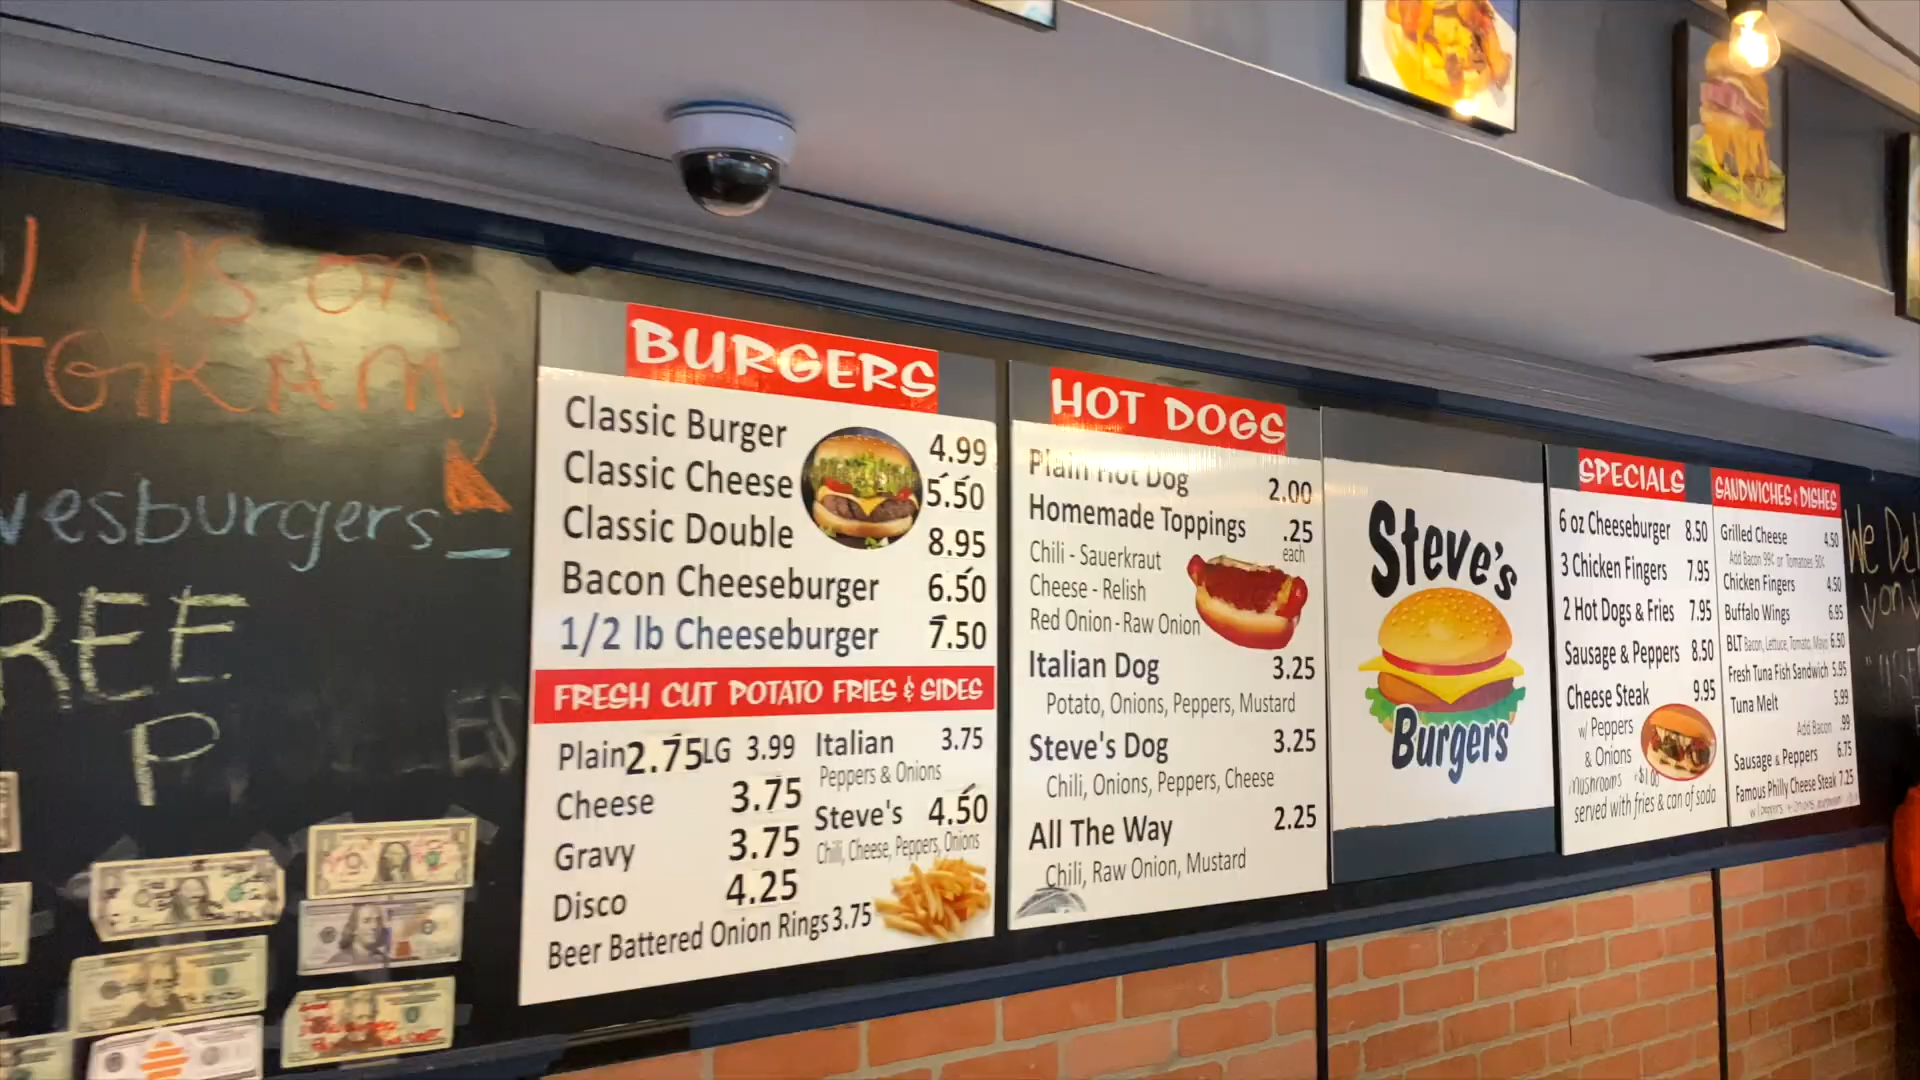 US on
vesburgers_
REE
P
BURGERS
Classic Burger 4.99
Classic Cheese 5.50
Classic Double 8.95
Bacon Cheeseburger 6.50
1/2 lb Cheeseburger 7.50
FRESH CUT POTATO FRIES & SIDES
Plain 2.75 LG 3.99
Cheese 3.75
Gravy 3.75
Disco 4.25
Beer Battered Onion Rings 3.75
Italian 3.75
Peppers & Onions
Steve's 4.50
Chili, Cheese, Peppers, Onions
HOT DOGS
Plain Hot Dog 2.00
Homemade Toppings .25
each
Chili - Sauerkraut
Cheese - Relish
Red Onion - Raw Onion
Italian Dog 3.25
Potato, Onions, Peppers, Mustard
Steve's Dog 3.25
Chili, Onions, Peppers, Cheese
All The Way 2.25
Chili, Raw Onion, Mustard
Steve's
Burgers
SPECIALS
6 oz Cheeseburger 8.50
3 Chicken Fingers 7.95
2 Hot Dogs & Fries 7.95
Sausage & Peppers 8.50
Cheese Steak 9.95
w/ Peppers
& Onions
mushrooms +$1.00
served with fries & can of soda
SANDWICHES & DISHES
Grilled Cheese 4.50
Add Bacon 99¢ or Tomatoes 50¢
Chicken Fingers 4.50
Buffalo Wings 6.95
BLT Bacon, Lettuce, Tomato, Mayo 6.50
Fresh Tuna Fish Sandwich 5.95
Tuna Melt 5.99
Add Bacon .99
Sausage & Peppers 6.75
Famous Philly Cheese Steak 7.25
We Del
on